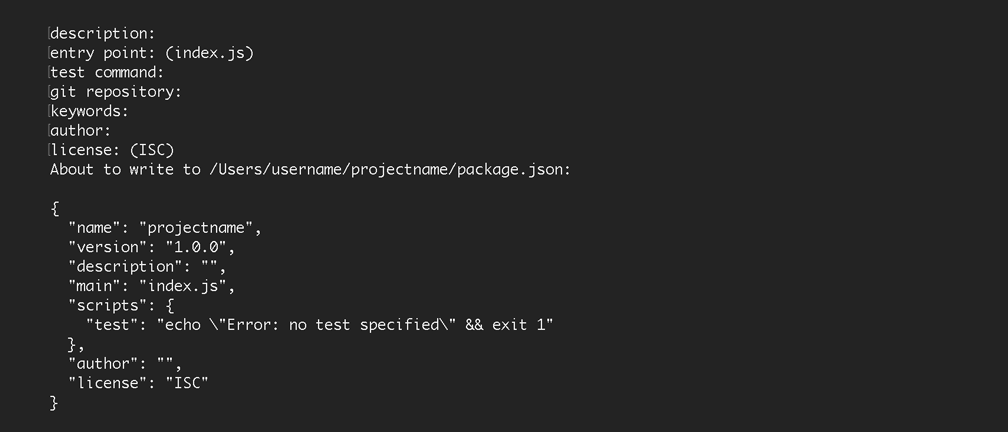 description:
entry point: (index.js)
test command:
git repository:
keywords:
author:
license: (ISC)
About to write to /Users/username/projectname/package.json:

{
  "name": "projectname",
  "version": "1.0.0",
  "description": "",
  "main": "index.js",
  "scripts": {
    "test": "echo \"Error: no test specified\" && exit 1"
  },
  "author": "",
  "license": "ISC"
}